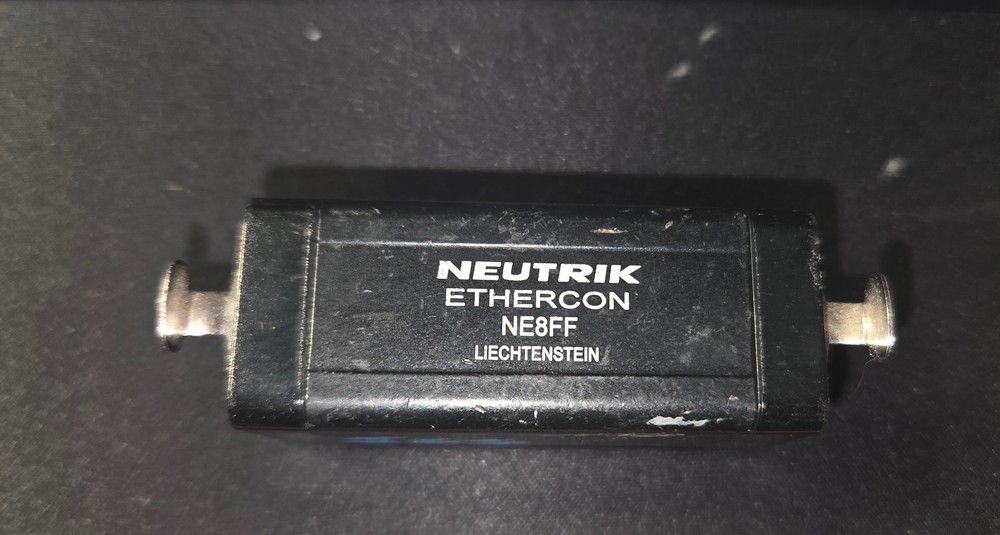 NEUTRIK
ETHERCON
NE8FF
LIECHTENSTEIN